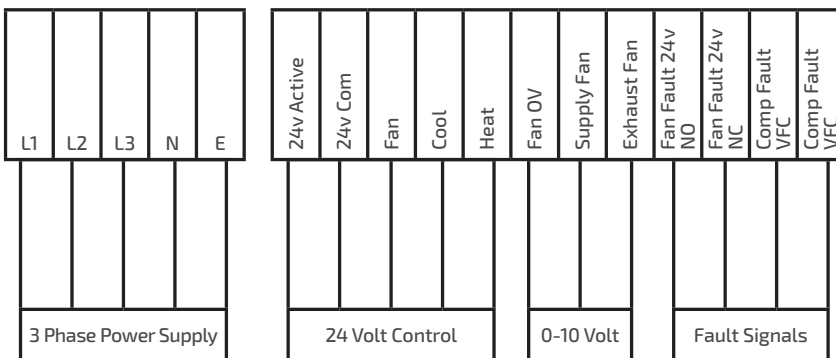 L1
L2
L3
N
E
24v Active
24v Com
Fan
Cool
Heat
Fan OV
Supply Fan
Exhaust Fan
Fan Fault 24v
NO
Fan Fault 24v
NC
Comp Fault
VFC
Comp Fault
VFC
3 Phase Power Supply
24 Volt Control
0-10 Volt
Fault Signals